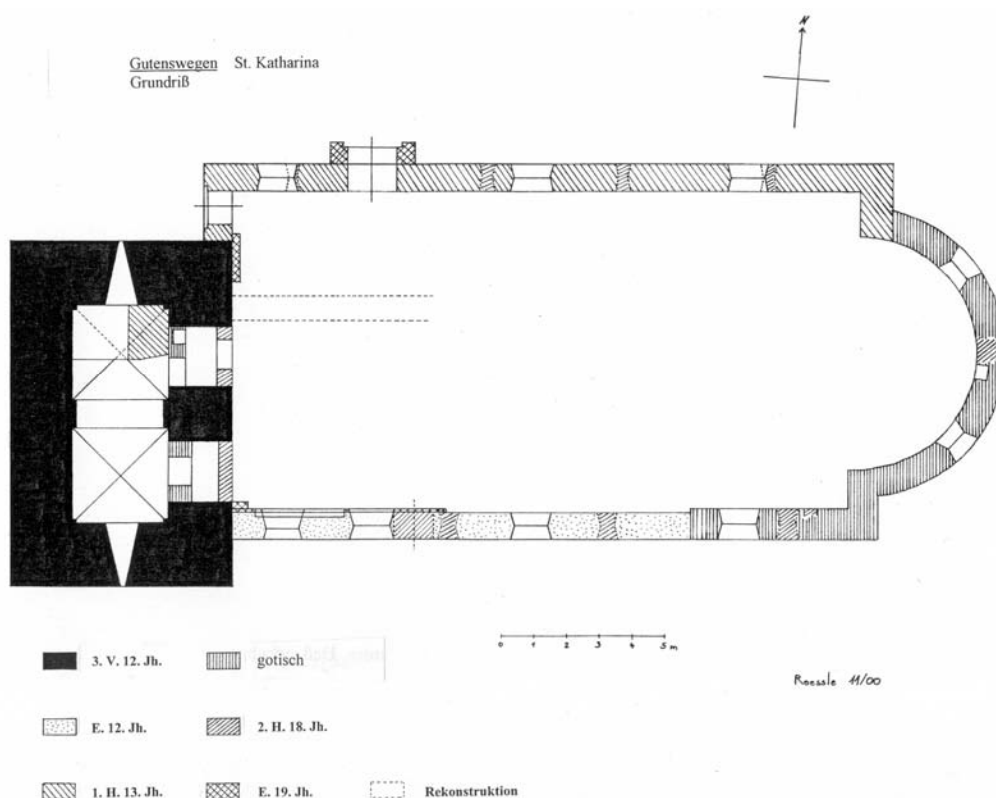 N
Gutenswegen St. Katharina
Grundriß
0 1 2 3 4 5 m
Roessle 11/00
3. V. 12. Jh.
gotisch
E. 12. Jh.
2. H. 18. Jh.
1. H. 13. Jh.
E. 19. Jh.
Rekonstruktion